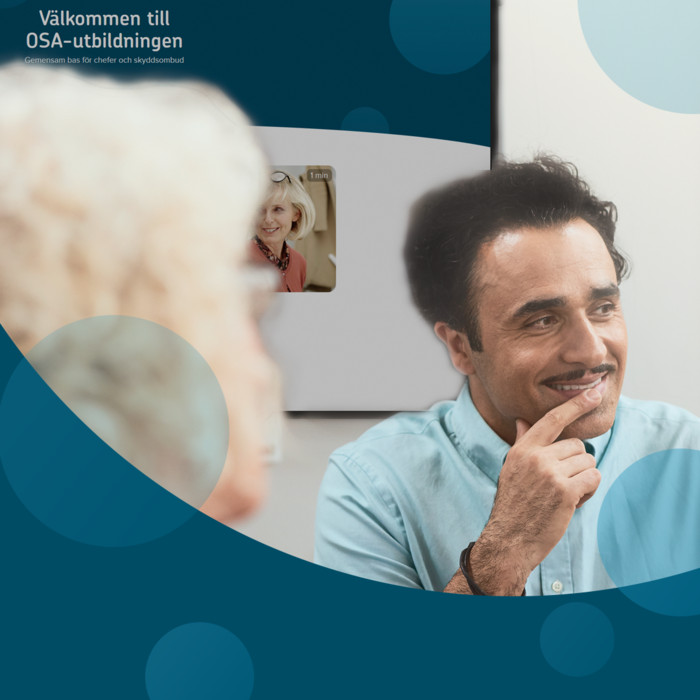 Välkommen till
OSA-utbildningen
Gemensam bas för chefer och skyddsombud
1 min